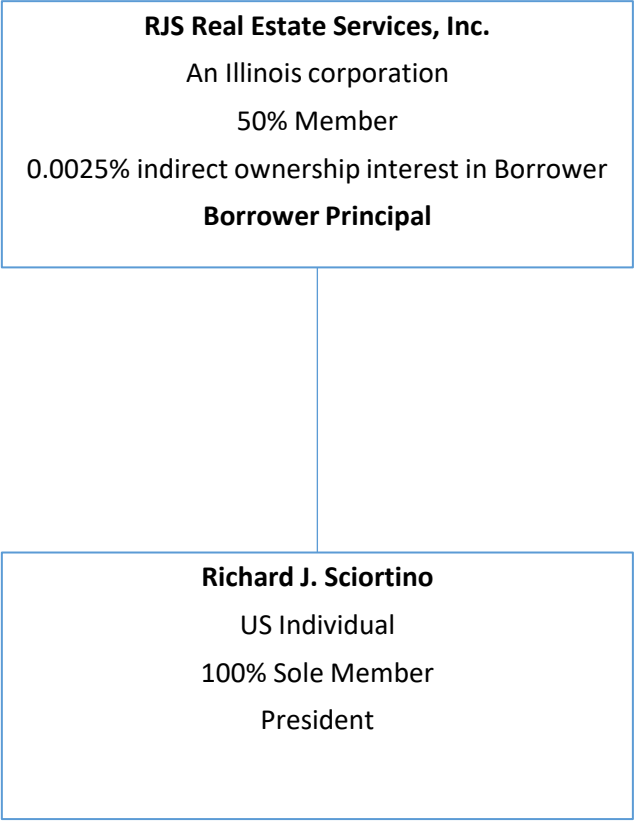 RJS Real Estate Services, Inc.
An Illinois corporation
50% Member
0.0025% indirect ownership interest in Borrower
Borrower Principal
Richard J. Sciortino
US Individual
100% Sole Member
President